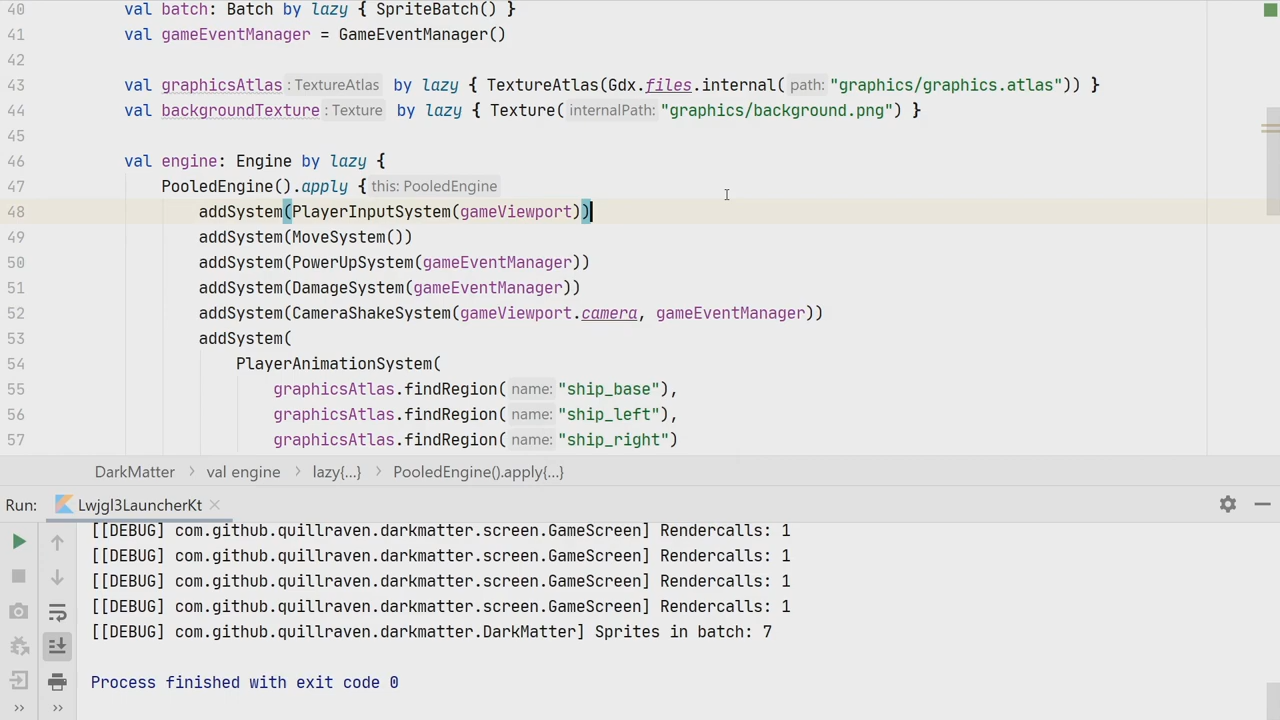 40 val batch: Batch by lazy { SpriteBatch() }
41 val gameEventManager = GameEventManager()
42
43 val graphicsAtlas : TextureAtlas by lazy { TextureAtlas(Gdx.files.internal( path: "graphics/graphics.atlas")) }
44 val backgroundTexture : Texture by lazy { Texture( internalPath: "graphics/background.png") }
45
46 val engine: Engine by lazy {
47 PooledEngine().apply { this: PooledEngine
48 addSystem(PlayerInputSystem(gameViewport))
49 addSystem(MoveSystem())
50 addSystem(PowerUpSystem(gameEventManager))
51 addSystem(DamageSystem(gameEventManager))
52 addSystem(CameraShakeSystem(gameViewport.camera, gameEventManager))
53 addSystem(
54 PlayerAnimationSystem(
55 graphicsAtlas.findRegion( name: "ship_base"),
56 graphicsAtlas.findRegion( name: "ship_left"),
57 graphicsAtlas.findRegion( name: "ship_right")
DarkMatter > val engine > lazy{...} > PooledEngine().apply{...}
Run: Lwjgl3LauncherKt ×
[[DEBUG] com.github.quillraven.darkmatter.screen.GameScreen] Rendercalls: 1
[[DEBUG] com.github.quillraven.darkmatter.screen.GameScreen] Rendercalls: 1
[[DEBUG] com.github.quillraven.darkmatter.screen.GameScreen] Rendercalls: 1
[[DEBUG] com.github.quillraven.darkmatter.screen.GameScreen] Rendercalls: 1
[[DEBUG] com.github.quillraven.darkmatter.DarkMatter] Sprites in batch: 7
Process finished with exit code 0
» »